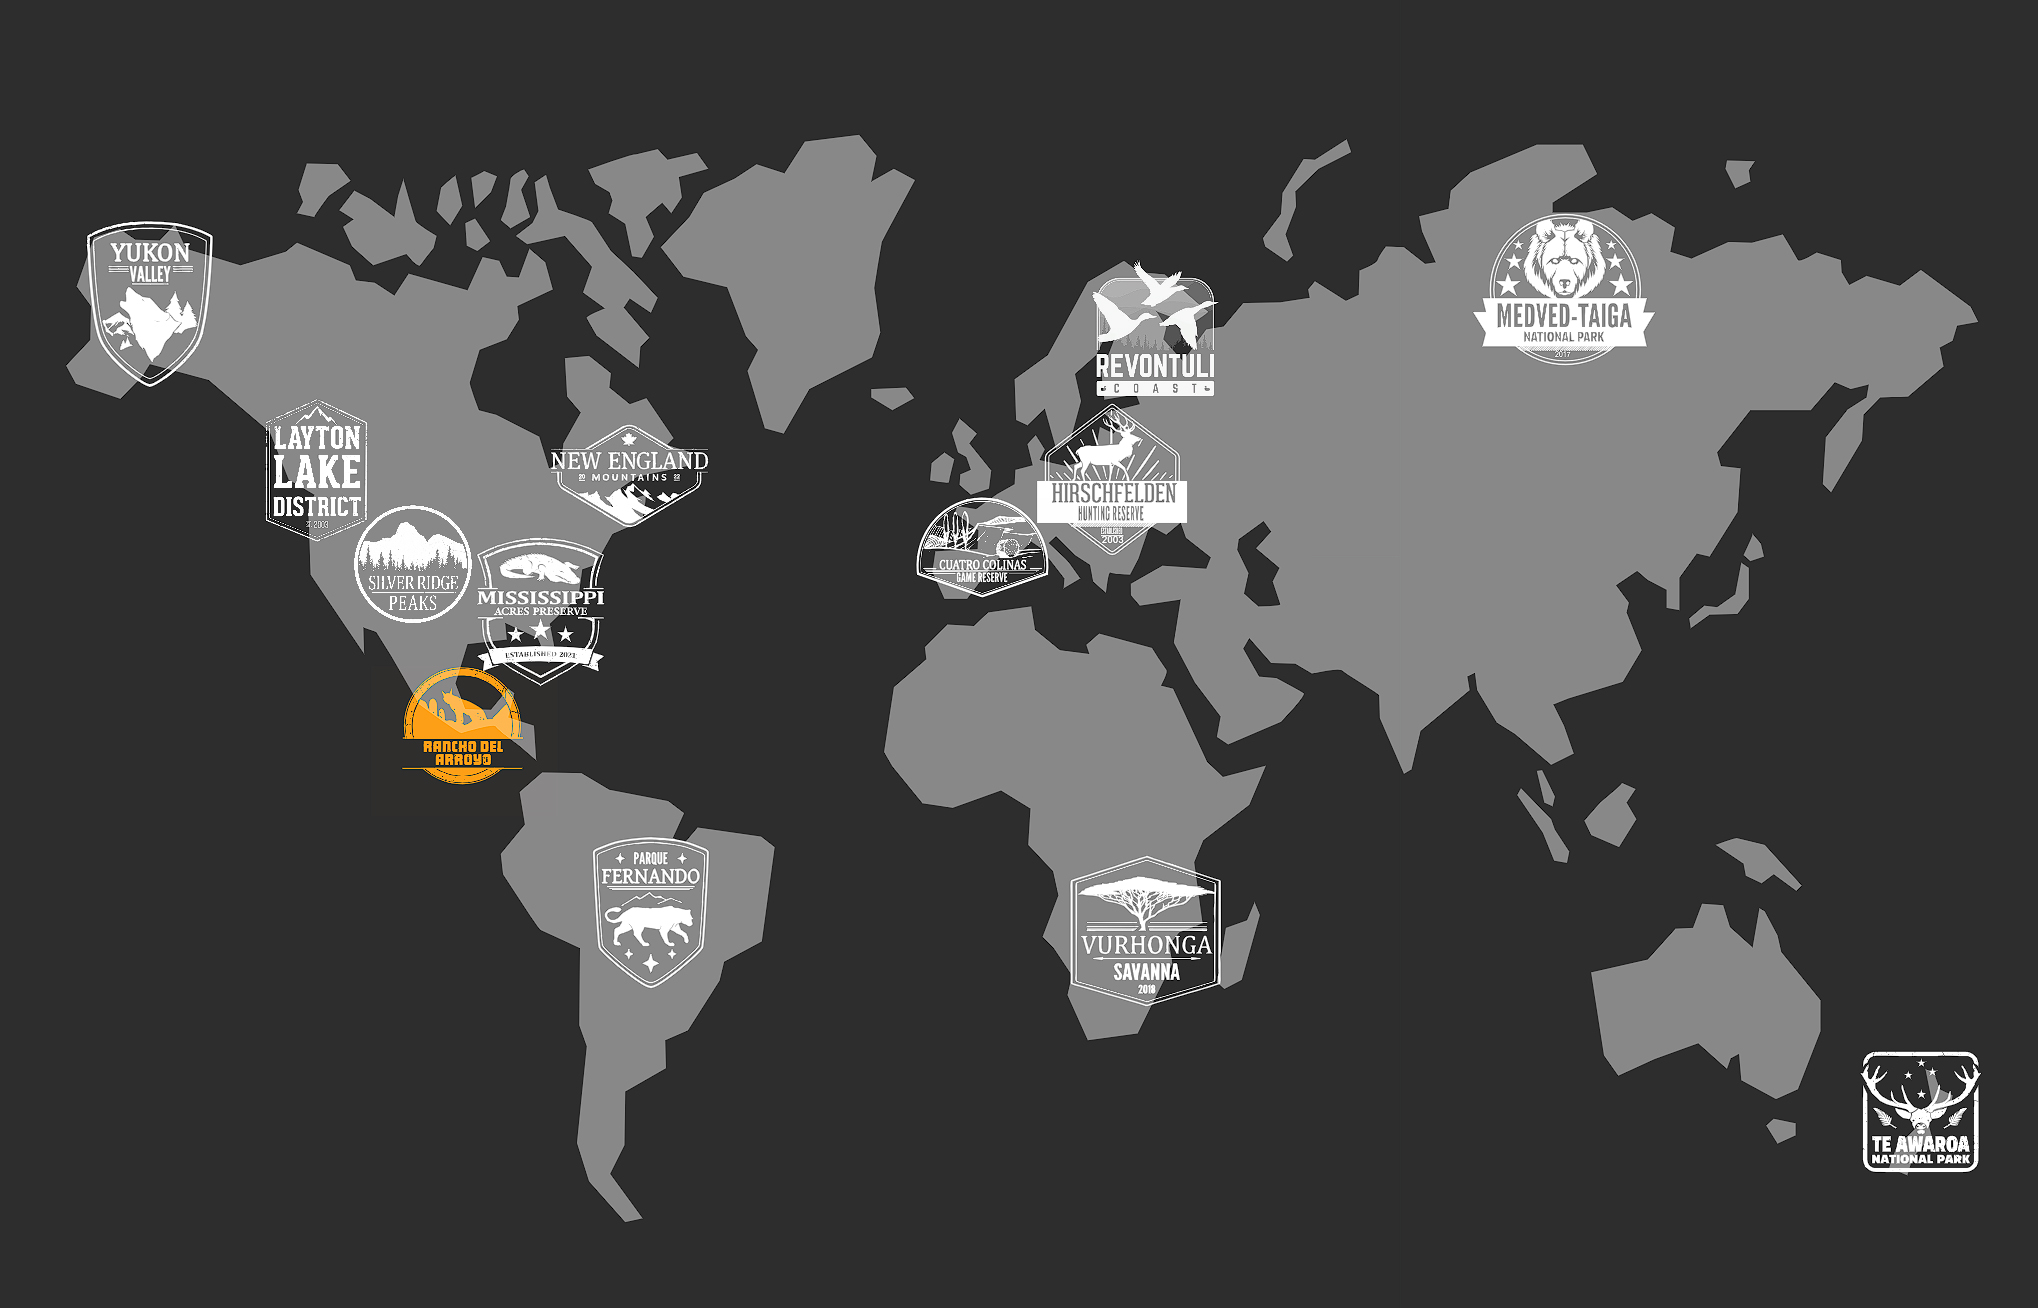 YUKON
VALLEY
LAYTON
LAKE
DISTRICT
2003
NEW ENGLAND
20 MOUNTAINS 22
SILVER RIDGE
PEAKS
MISSISSIPPI
ACRES PRESERVE
ESTABLISHED 2021
RANCHO DEL
ARROYO
PARQUE
FERNANDO
REVONTULI
COAST
HIRSCHFELDEN
HUNTING RESERVE
2003
CUATRO COLINAS
GAME RESERVE
MEDVED-TAIGA
NATIONAL PARK
2017
VURHONGA
SAVANNA
2018
TE AWAROA
NATIONAL PARK